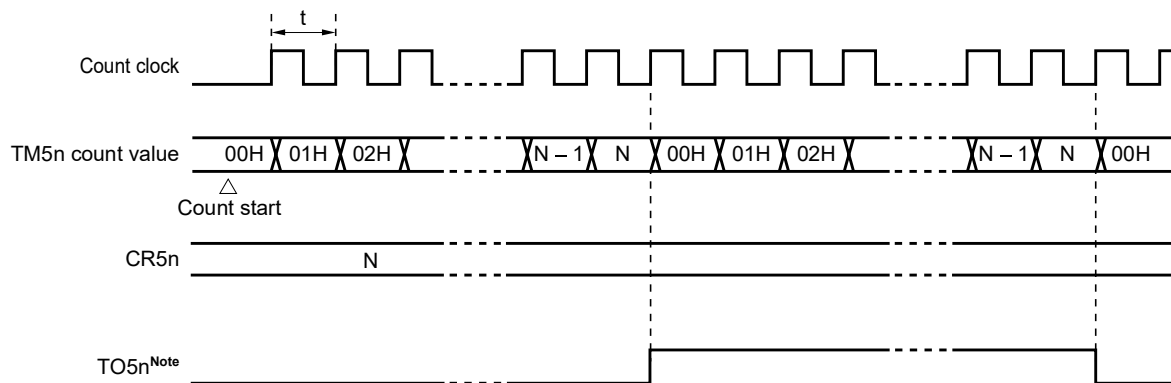 t
Count clock
TM5n count value 00H 01H 02H N – 1 N 00H 01H 02H N – 1 N 00H
Count start
CR5n N
TO5nNote